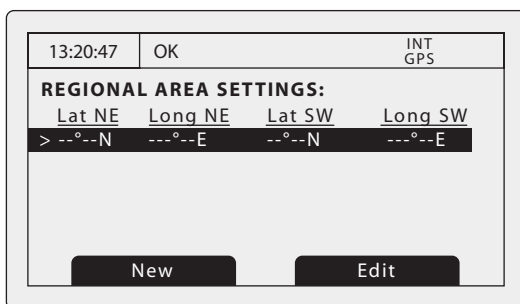 13:20:47 OK INT
GPS
REGIONAL AREA SETTINGS:
Lat NE Long NE Lat SW Long SW
> --°--N ---°--E --°--N ---°--E
New Edit